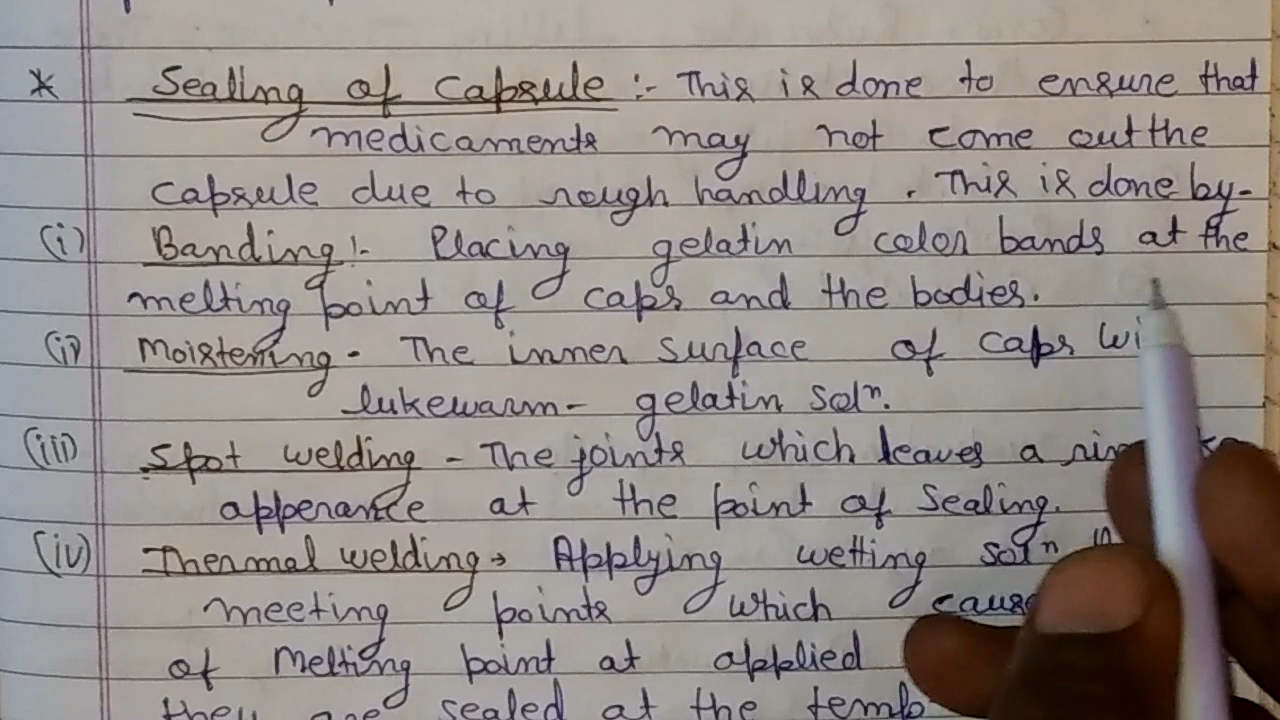 * Sealing of Capsule :- This is done to ensure that
medicaments may not come out the
capsule due to rough handling. This is done by-
(i) Banding :- Placing gelatin color bands at the
melting point of caps and the bodies.
(ii) Moistening - The inner surface of caps
lukewarm - gelatin solⁿ.
(iii) Spot welding - The joints which leaves a
apperance at the point of Sealing.
(iv) Thermal welding → Applying wetting solⁿ
meeting points which
of melting point at applied
they are sealed at the temp